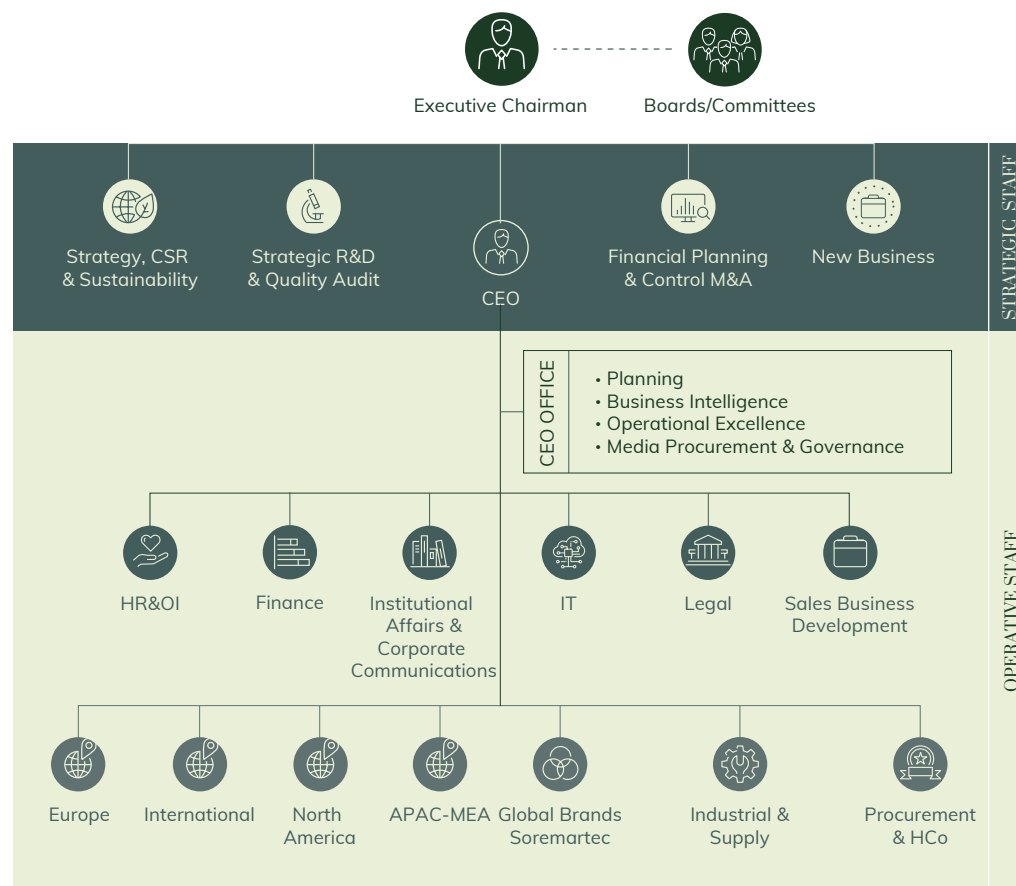 Executive Chairman
Boards/Committees
STRATEGIC STAFF
Strategy, CSR
& Sustainability
Strategic R&D
& Quality Audit
CEO
Financial Planning
& Control M&A
New Business
CEO OFFICE
• Planning
• Business Intelligence
• Operational Excellence
• Media Procurement & Governance
OPERATIVE STAFF
HR&OI
Finance
Institutional
Affairs &
Corporate
Communications
IT
Legal
Sales Business
Development
Europe
International
North
America
APAC-MEA
Global Brands
Soremartec
Industrial &
Supply
Procurement
& HCo